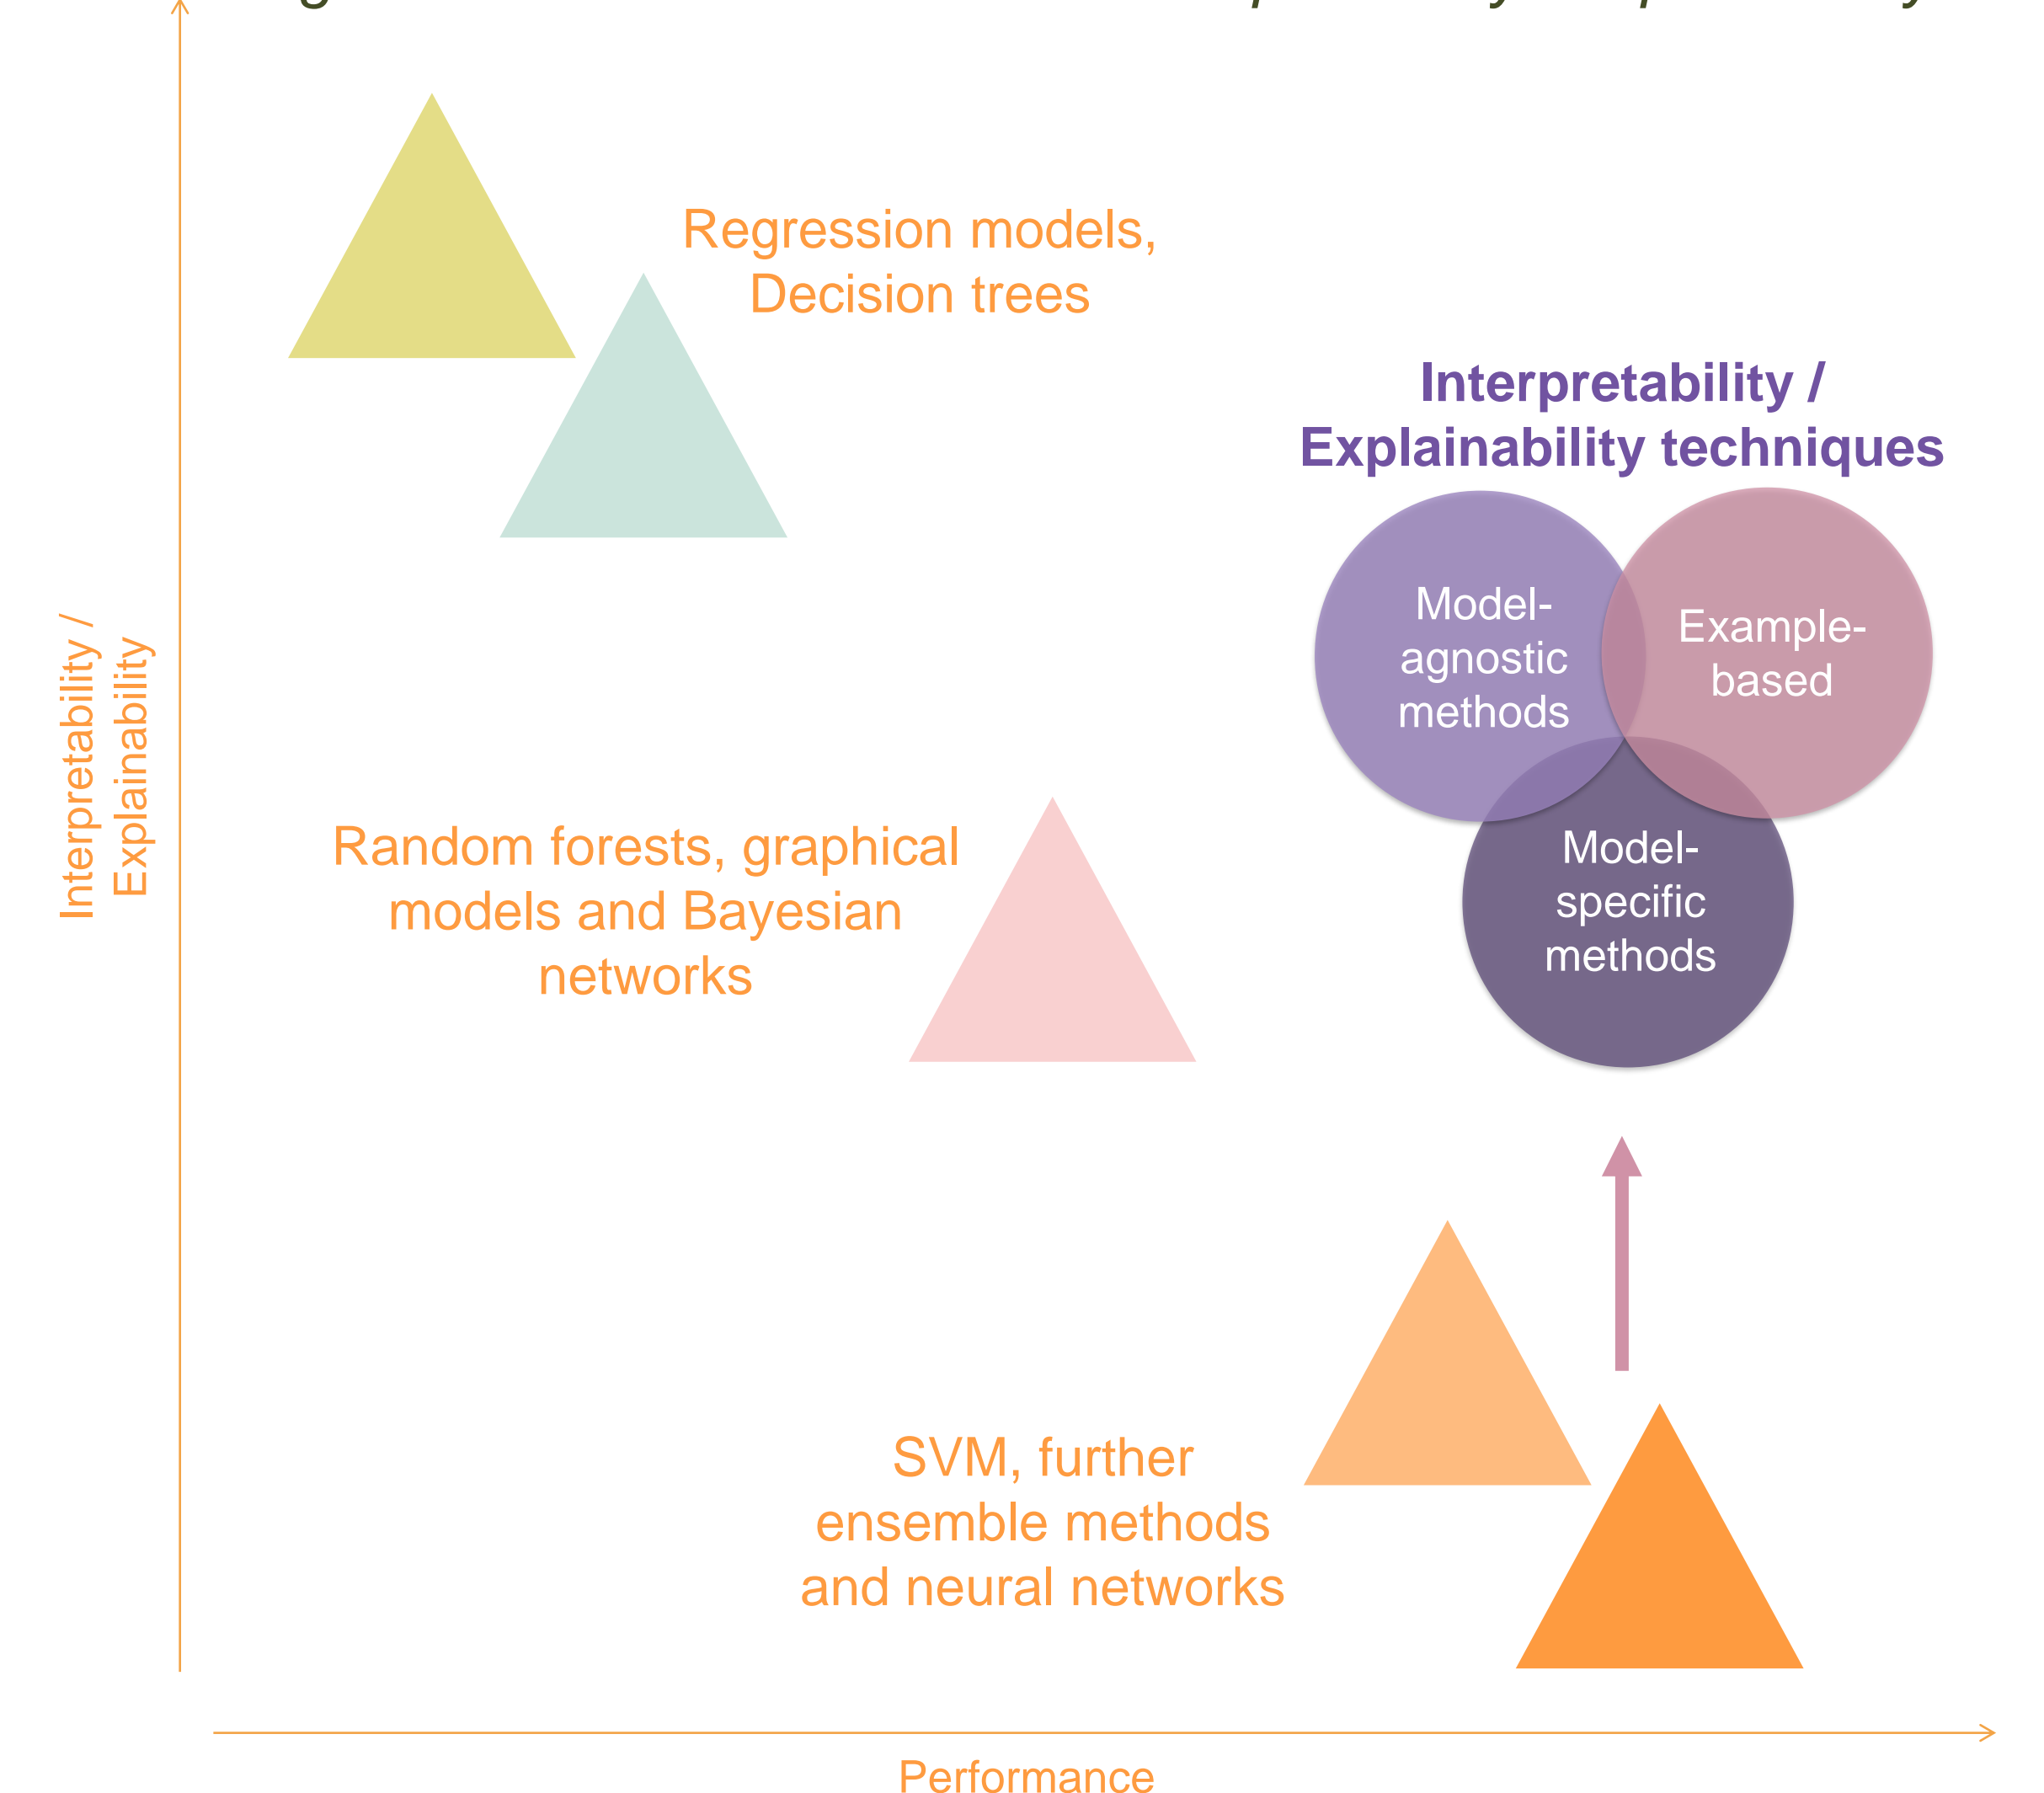 Regression models,
Decision trees
Interpretability /
Explainability techniques
Model-
agnostic
methods
Example-
based
Model-
specific
methods
Interpretability /
Explainability
Random forests, graphical
models and Bayesian
networks
SVM, further
ensemble methods
and neural networks
Performance